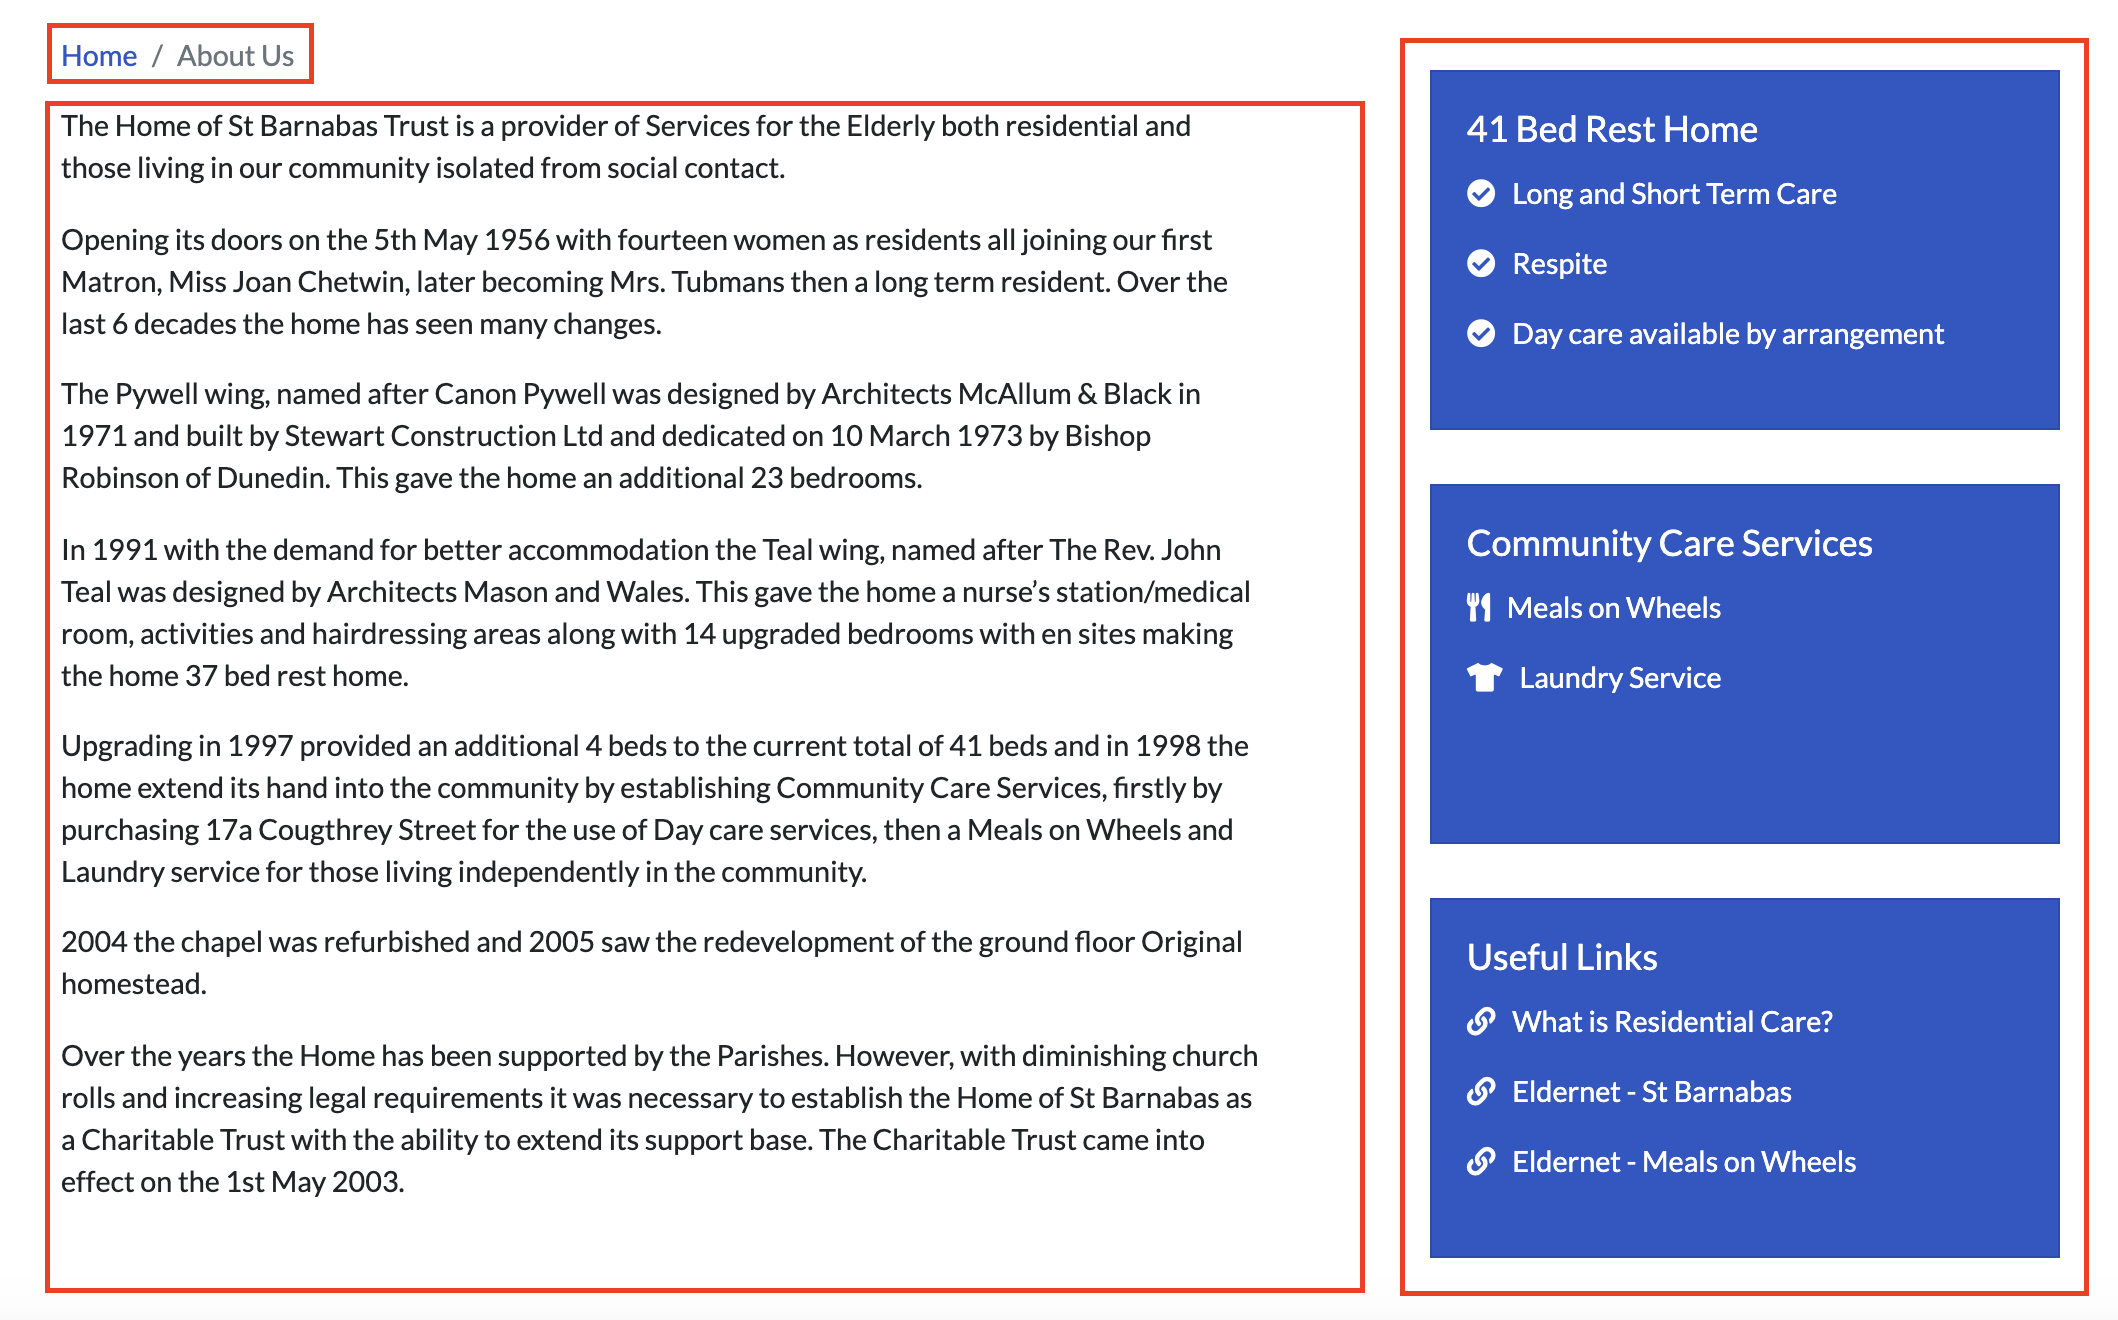 Home / About Us
The Home of St Barnabas Trust is a provider of Services for the Elderly both residential and
those living in our community isolated from social contact.
Opening its doors on the 5th May 1956 with fourteen women as residents all joining our first
Matron, Miss Joan Chetwin, later becoming Mrs. Tubmans then a long term resident. Over the
last 6 decades the home has seen many changes.
The Pywell wing, named after Canon Pywell was designed by Architects McAllum & Black in
1971 and built by Stewart Construction Ltd and dedicated on 10 March 1973 by Bishop
Robinson of Dunedin. This gave the home an additional 23 bedrooms.
In 1991 with the demand for better accommodation the Teal wing, named after The Rev. John
Teal was designed by Architects Mason and Wales. This gave the home a nurse’s station/medical
room, activities and hairdressing areas along with 14 upgraded bedrooms with en sites making
the home 37 bed rest home.
Upgrading in 1997 provided an additional 4 beds to the current total of 41 beds and in 1998 the
home extend its hand into the community by establishing Community Care Services, firstly by
purchasing 17a Cougthrey Street for the use of Day care services, then a Meals on Wheels and
Laundry service for those living independently in the community.
2004 the chapel was refurbished and 2005 saw the redevelopment of the ground floor Original
homestead.
Over the years the Home has been supported by the Parishes. However, with diminishing church
rolls and increasing legal requirements it was necessary to establish the Home of St Barnabas as
a Charitable Trust with the ability to extend its support base. The Charitable Trust came into
effect on the 1st May 2003.
41 Bed Rest Home
Long and Short Term Care
Respite
Day care available by arrangement
Community Care Services
Meals on Wheels
Laundry Service
Useful Links
What is Residential Care?
Eldernet - St Barnabas
Eldernet - Meals on Wheels